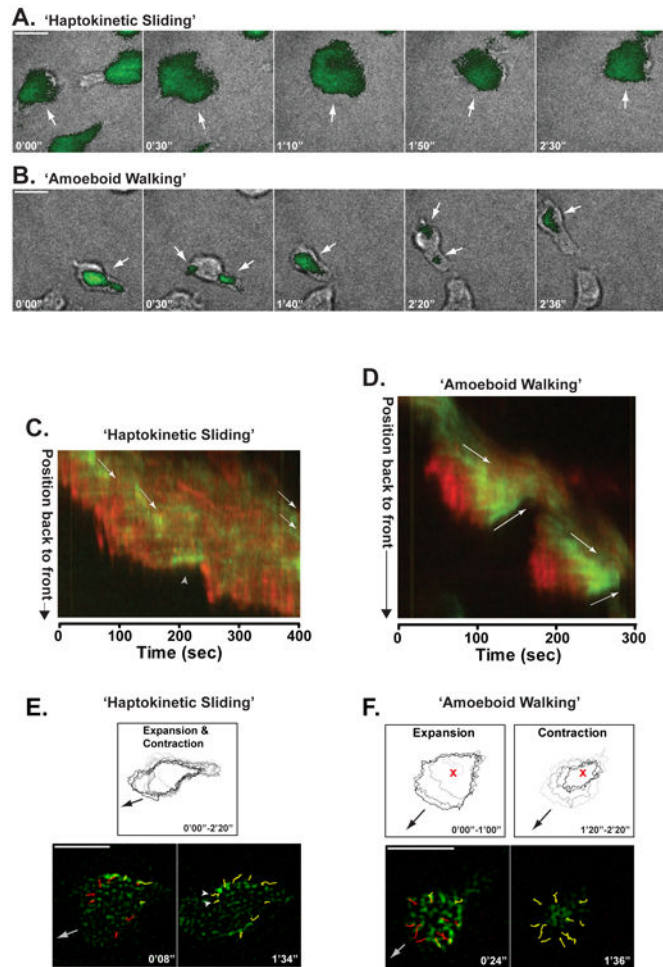 A. 'Haptokinetic Sliding'
0'00"
0'30"
1'10"
1'50"
2'30"
B. 'Amoeboid Walking'
0'00"
0'30"
1'40"
2'20"
2'36"
C.
'Haptokinetic Sliding'
Position back to front
0 100 200 300 400
Time (sec)
D.
'Amoeboid Walking'
Position back to front
0 100 200 300
Time (sec)
E.
'Haptokinetic Sliding'
Expansion &
Contraction
0'00"-2'20"
0'08"
1'34"
F.
'Amoeboid Walking'
Expansion
X
0'00"-1'00"
Contraction
X
1'20"-2'20"
0'24"
1'36"